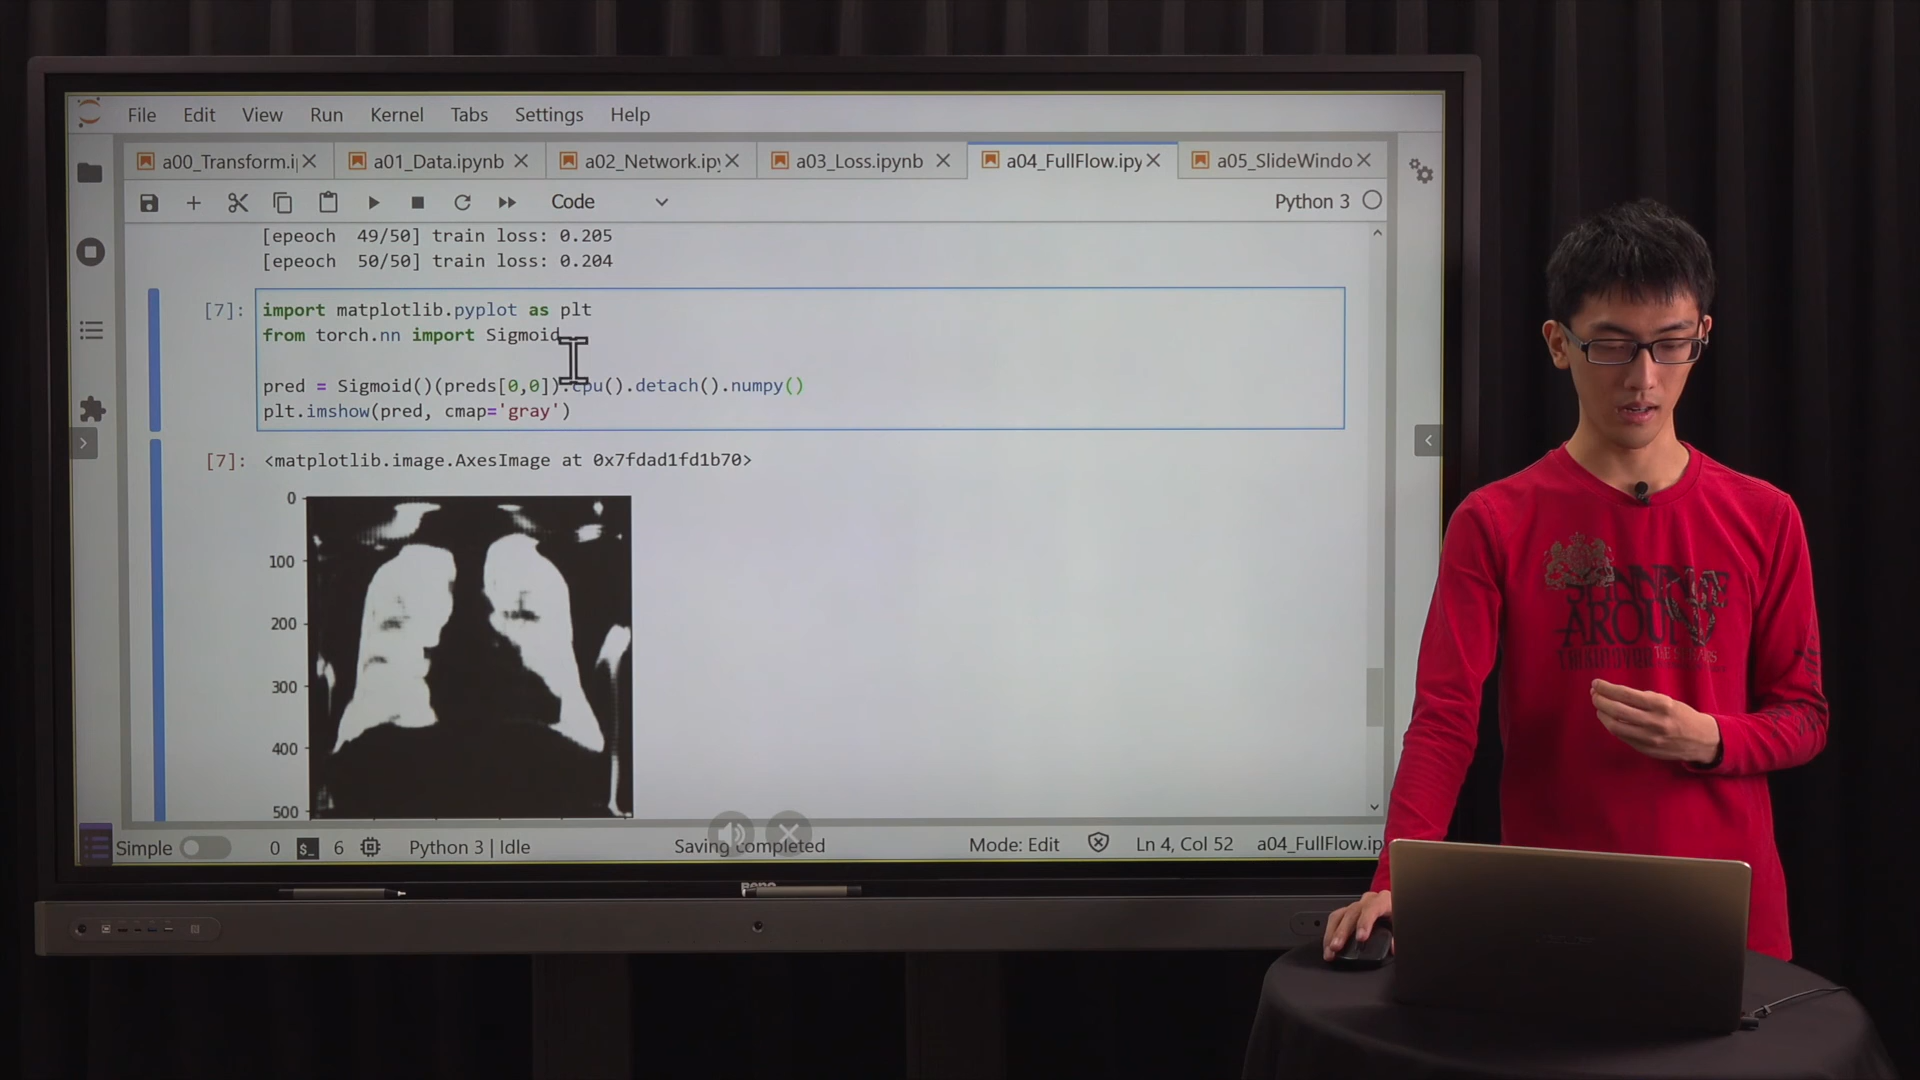 File Edit View Run Kernel Tabs Settings Help
a00_Transform.i a01_Data.ipynb a02_Network.ipy a03_Loss.ipynb a04_FullFlow.ipy a05_SlideWindo
Code Python 3
[epeoch 49/50] train loss: 0.205
[epeoch 50/50] train loss: 0.204
[7]: import matplotlib.pyplot as plt
from torch.nn import Sigmoid
pred = Sigmoid()(preds[0,0]).cpu().detach().numpy()
plt.imshow(pred, cmap='gray')
[7]: <matplotlib.image.AxesImage at 0x7fdad1fd1b70>
0
100
200
300
400
500
Simple 0 $_ 6 Python 3 | Idle Saving completed Mode: Edit Ln 4, Col 52 a04_FullFlow.ip
BenQ
AROUND